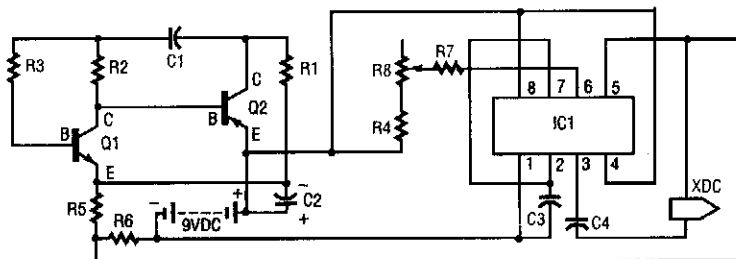 R3
R2
C1
C
Q2
B
E
R1
C
B
Q1
E
R5
R6
-
9VDC
+
-
C2
+
R8
R7
R4
8
7
6
5
IC1
1
2
3
4
C3
C4
XDC